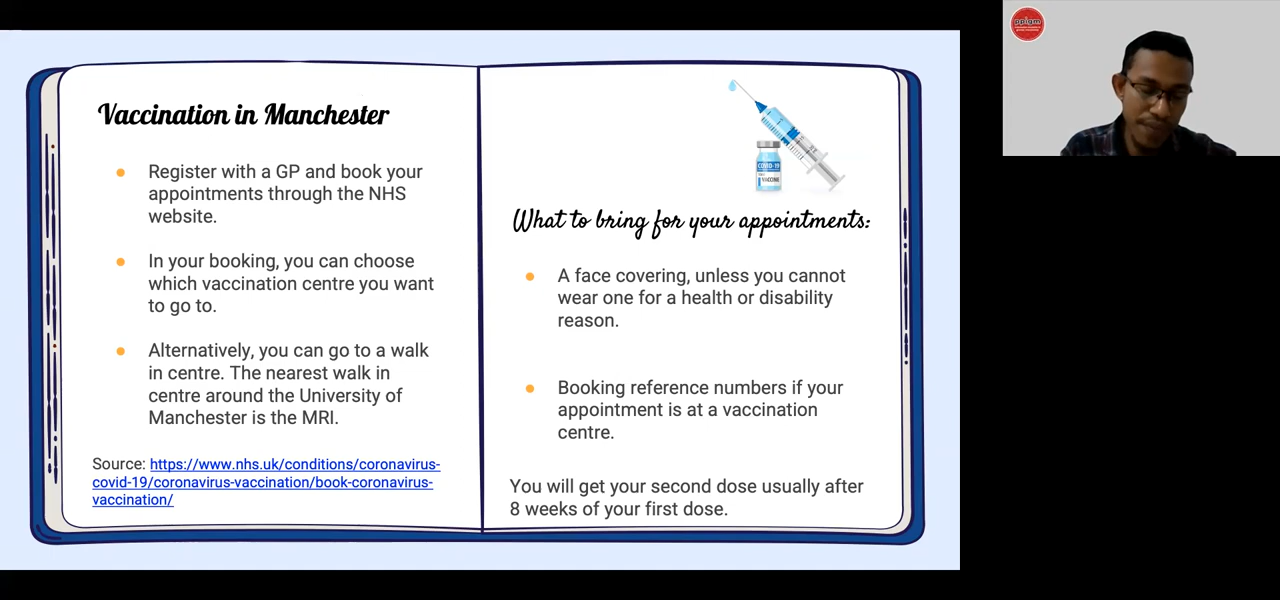 Vaccination in Manchester
Register with a GP and book your
appointments through the NHS
website.
In your booking, you can choose
which vaccination centre you want
to go to.
Alternatively, you can go to a walk
in centre. The nearest walk in
centre around the University of
Manchester is the MRI.
Source: https://www.nhs.uk/conditions/coronavirus-
covid-19/coronavirus-vaccination/book-coronavirus-
vaccination/
COVID-19
VACCINE
What to bring for your appointments:
A face covering, unless you cannot
wear one for a health or disability
reason.
Booking reference numbers if your
appointment is at a vaccination
centre.
You will get your second dose usually after
8 weeks of your first dose.
ppigm